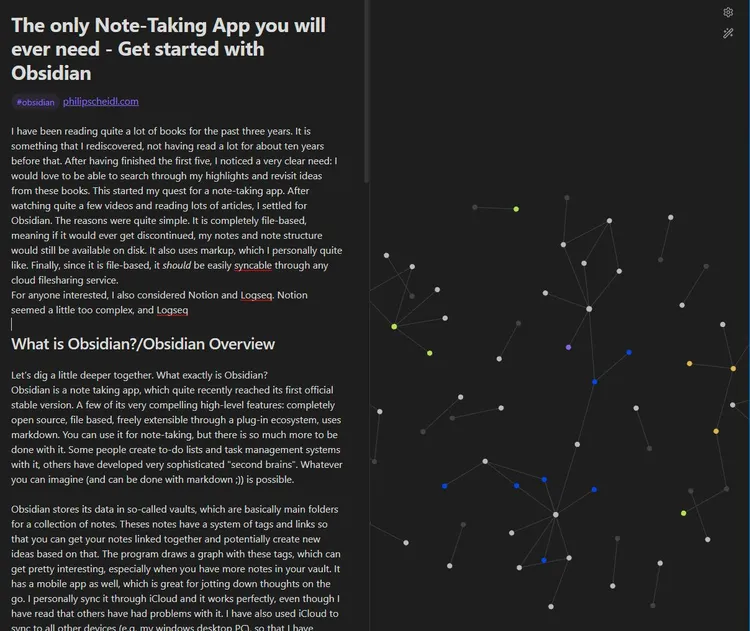 The only Note-Taking App you will
ever need - Get started with
Obsidian
#obsidian philipscheidl.com
I have been reading quite a lot of books for the past three years. It is
something that I rediscovered, not having read a lot for about ten years
before that. After having finished the first five, I noticed a very clear need: I
would love to be able to search through my highlights and revisit ideas
from these books. This started my quest for a note-taking app. After
watching quite a few videos and reading lots of articles, I settled for
Obsidian. The reasons were quite simple. It is completely file-based,
meaning if it would ever get discontinued, my notes and note structure
would still be available on disk. It also uses markup, which I personally quite
like. Finally, since it is file-based, it should be easily syncable through any
cloud filesharing service.
For anyone interested, I also considered Notion and Logseq. Notion
seemed a little too complex, and Logseq
What is Obsidian?/Obsidian Overview
Let's dig a little deeper together. What exactly is Obsidian?
Obsidian is a note taking app, which quite recently reached its first official
stable version. A few of its very compelling high-level features: completely
open source, file based, freely extensible through a plug-in ecosystem, uses
markdown. You can use it for note-taking, but there is so much more to be
done with it. Some people create to-do lists and task management systems
with it, others have developed very sophisticated "second brains". Whatever
you can imagine (and can be done with markdown ;)) is possible.
Obsidian stores its data in so-called vaults, which are basically main folders
for a collection of notes. Theses notes have a system of tags and links so
that you can get your notes linked together and potentially create new
ideas based on that. The program draws a graph with these tags, which can
get pretty interesting, especially when you have more notes in your vault. It
has a mobile app as well, which is great for jotting down thoughts on the
go. I personally sync it through iCloud and it works perfectly, even though I
have read that others have had problems with it. I have also used iCloud to
sync to all other devices (e.g. my windows desktop PC), so that I have